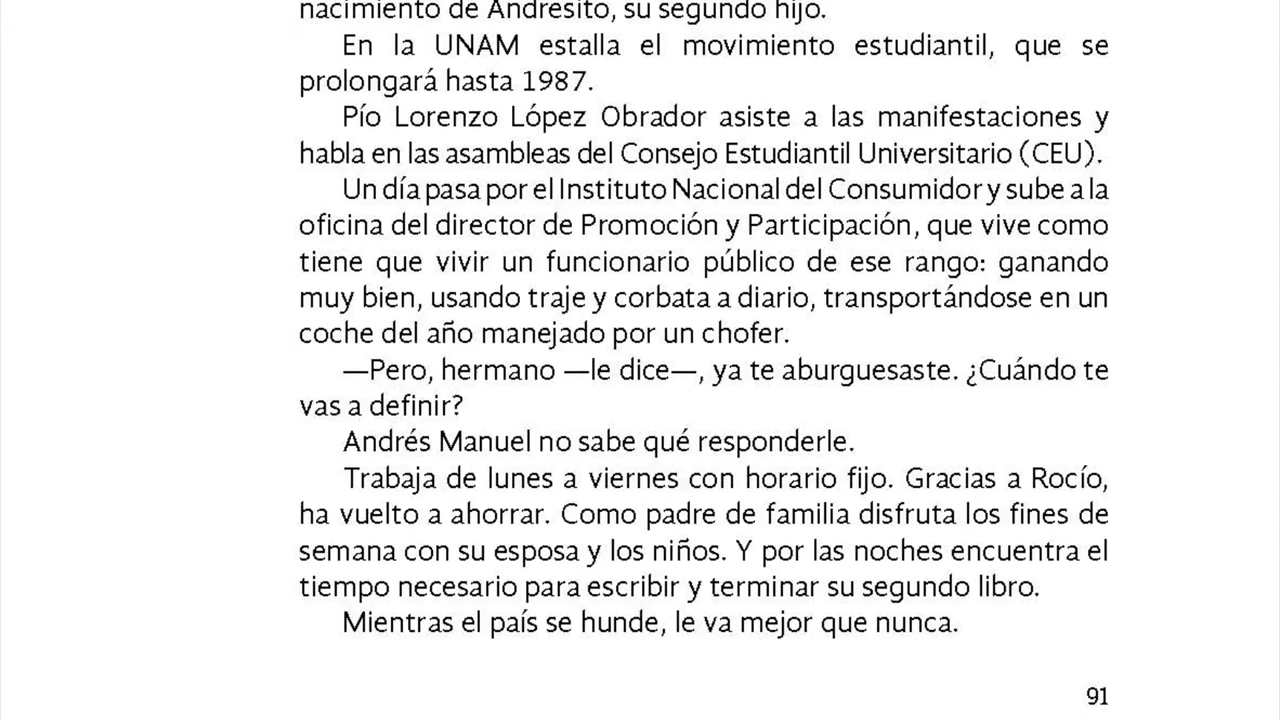 nacimiento de Andresito, su segundo hijo.
En la UNAM estalla el movimiento estudiantil, que se
prolongará hasta 1987.
Pío Lorenzo López Obrador asiste a las manifestaciones y
habla en las asambleas del Consejo Estudiantil Universitario (CEU).
Un día pasa por el Instituto Nacional del Consumidor y sube a la
oficina del director de Promoción y Participación, que vive como
tiene que vivir un funcionario público de ese rango: ganando
muy bien, usando traje y corbata a diario, transportándose en un
coche del año manejado por un chofer.
—Pero, hermano —le dice—, ya te aburguesaste. ¿Cuándo te
vas a definir?
Andrés Manuel no sabe qué responderle.
Trabaja de lunes a viernes con horario fijo. Gracias a Rocío,
ha vuelto a ahorrar. Como padre de familia disfruta los fines de
semana con su esposa y los niños. Y por las noches encuentra el
tiempo necesario para escribir y terminar su segundo libro.
Mientras el país se hunde, le va mejor que nunca.
91